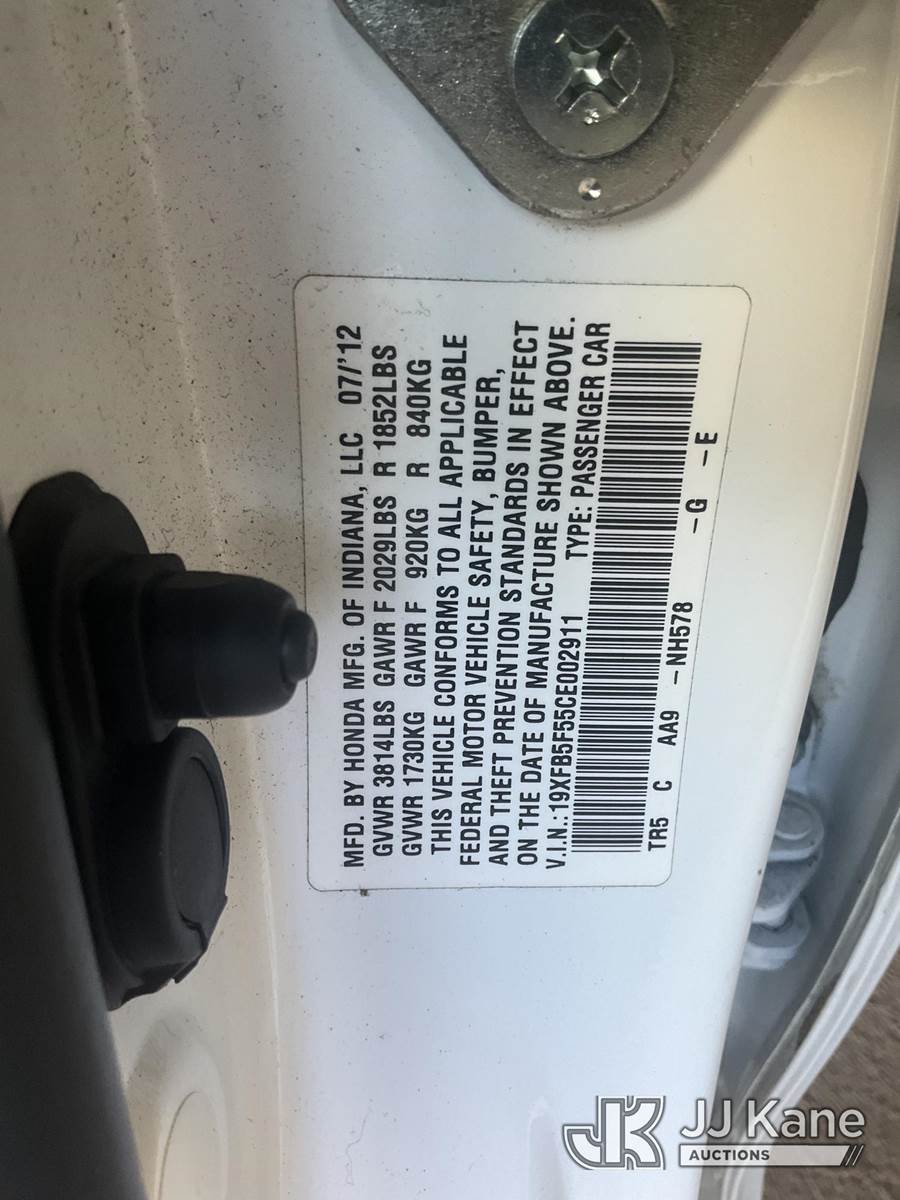 MFD. BY HONDA MFG. OF INDIANA, LLC 07/'12
GVWR 3814LBS GAWR F 2029LBS R 1852LBS
GVWR 1730KG GAWR F 920KG R 840KG
THIS VEHICLE CONFORMS TO ALL APPLICABLE
FEDERAL MOTOR VEHICLE SAFETY, BUMPER,
AND THEFT PREVENTION STANDARDS IN EFFECT
ON THE DATE OF MANUFACTURE SHOWN ABOVE.
V.I.N.:19XFB5F55CE002911 TYPE: PASSENGER CAR
TR5 C AA9 -NH578 -G -E
JK JJ Kane
AUCTIONS